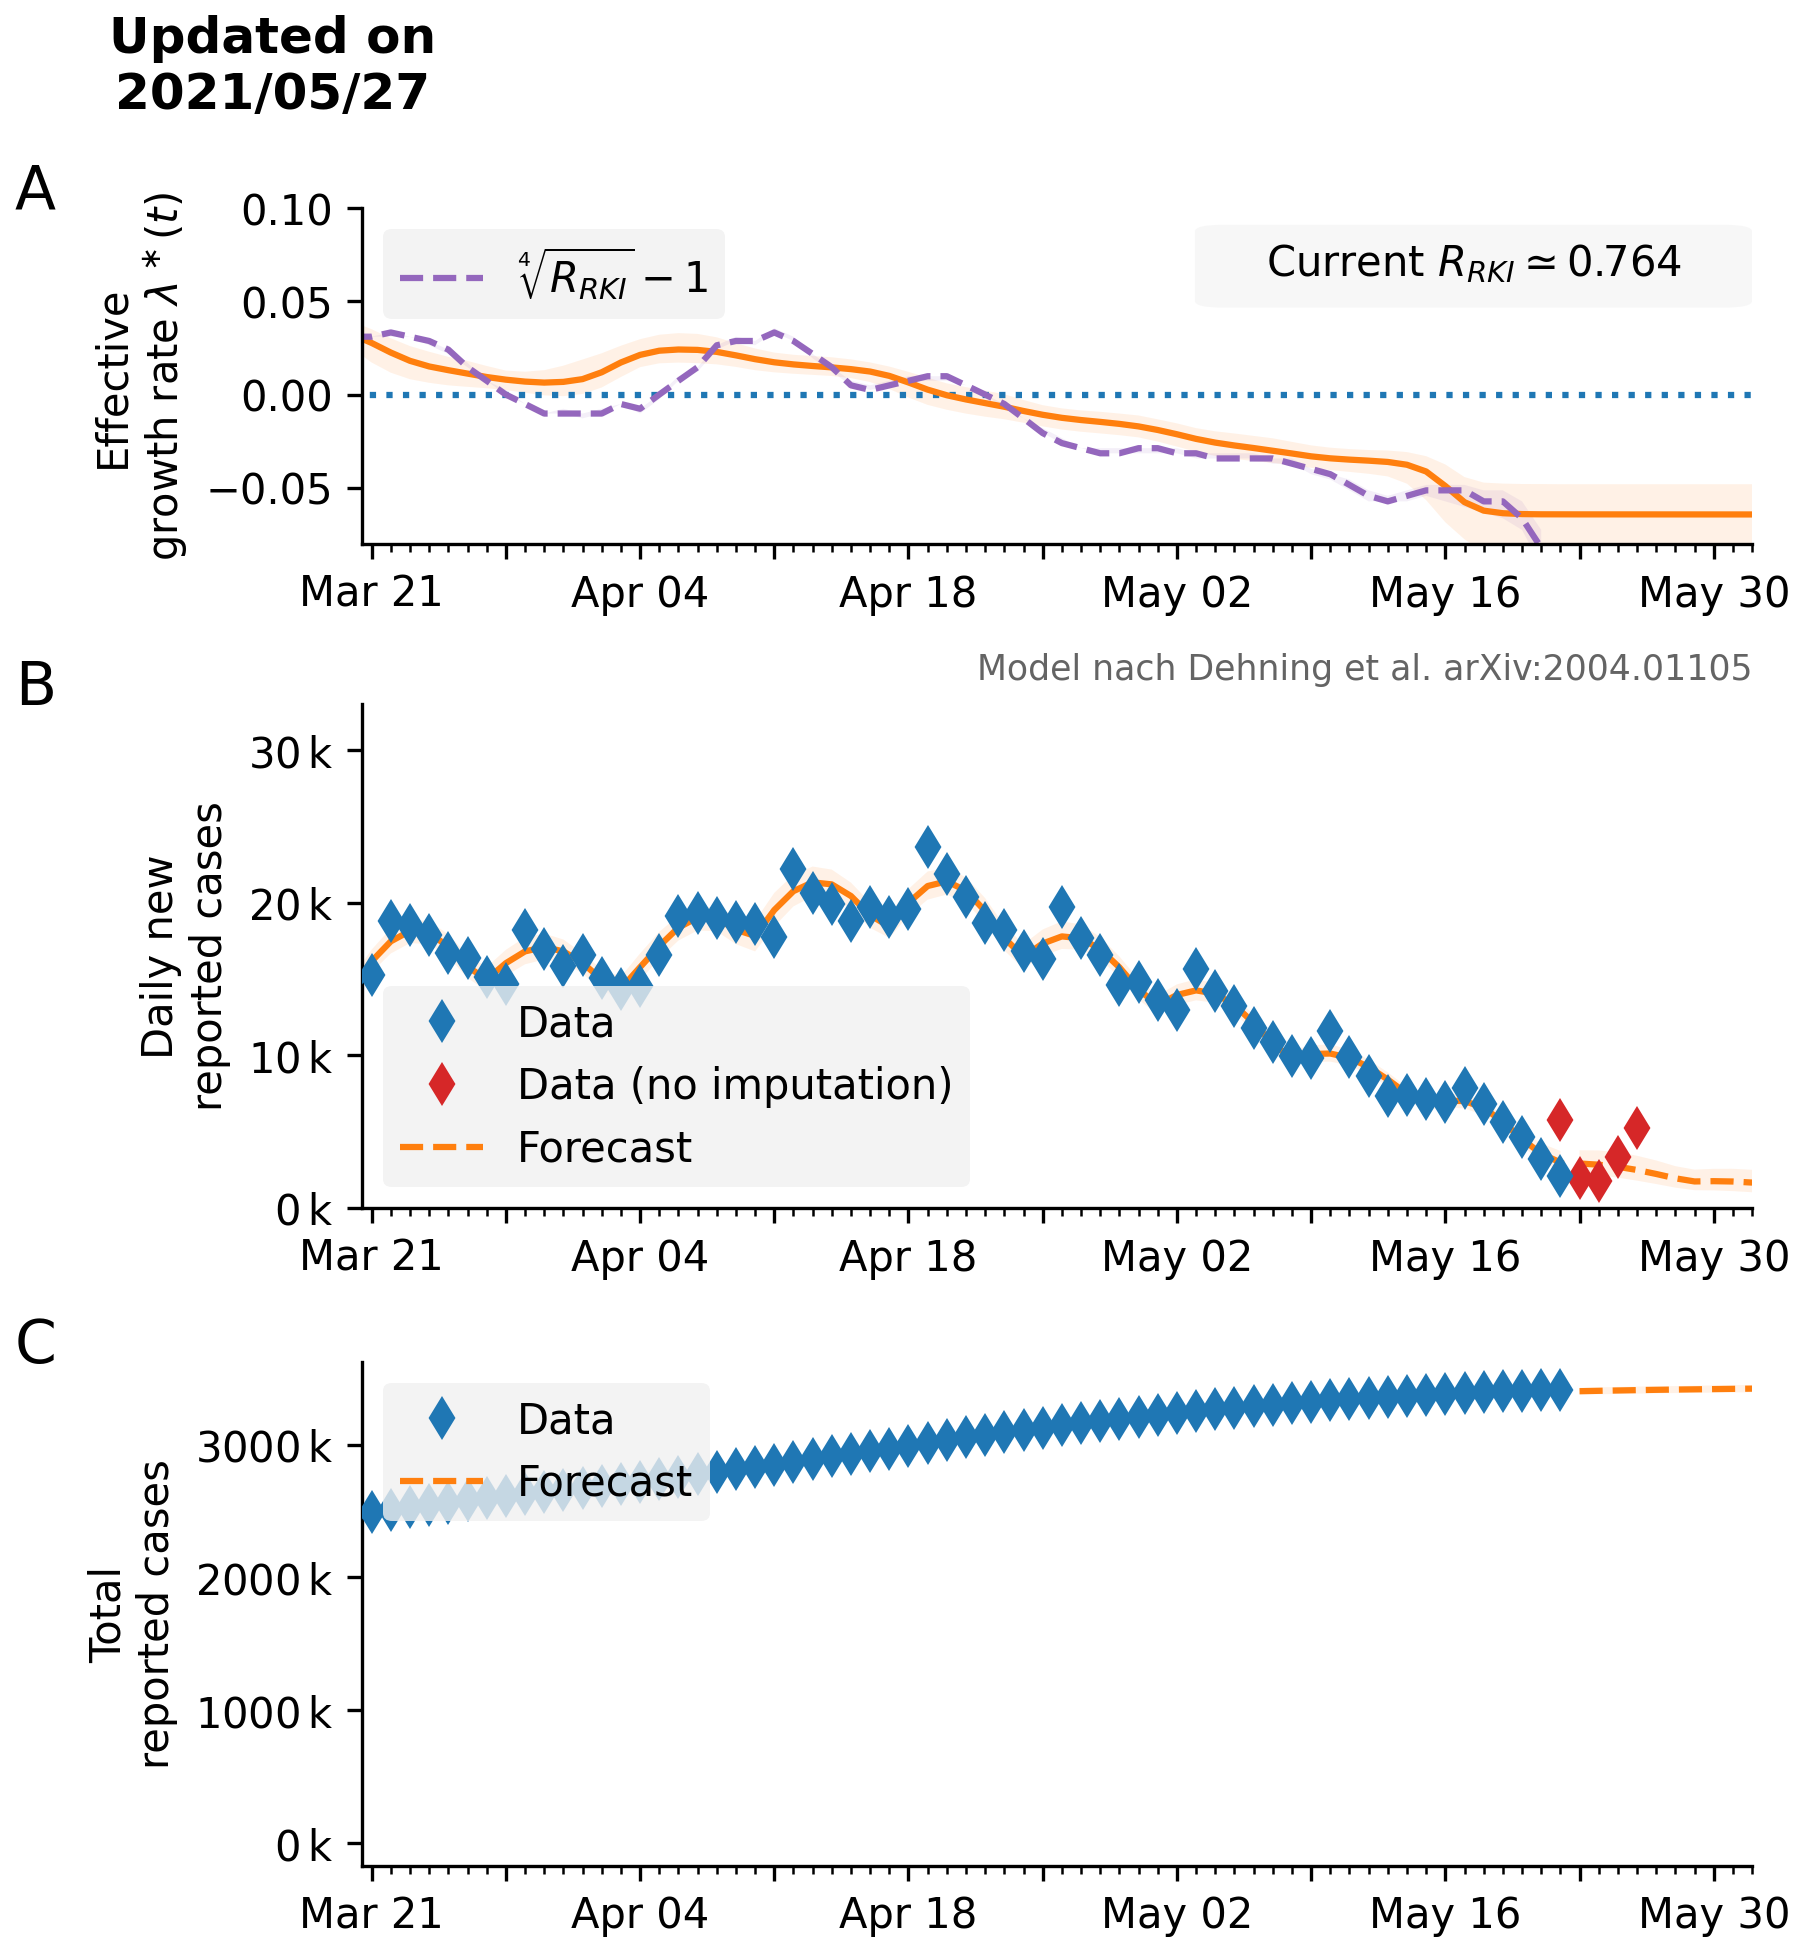 Updated on
2021/05/27
A
Effective
growth rate λ * (t)
0.10
0.05
0.00
−0.05
∜R_RKI − 1
Current R_RKI ≃ 0.764
Mar 21 Apr 04 Apr 18 May 02 May 16 May 30
Model nach Dehning et al. arXiv:2004.01105
B
Daily new
reported cases
30 k
20 k
10 k
0 k
Data
Data (no imputation)
Forecast
Mar 21 Apr 04 Apr 18 May 02 May 16 May 30
C
Total
reported cases
3000 k
2000 k
1000 k
0 k
Data
Forecast
Mar 21 Apr 04 Apr 18 May 02 May 16 May 30